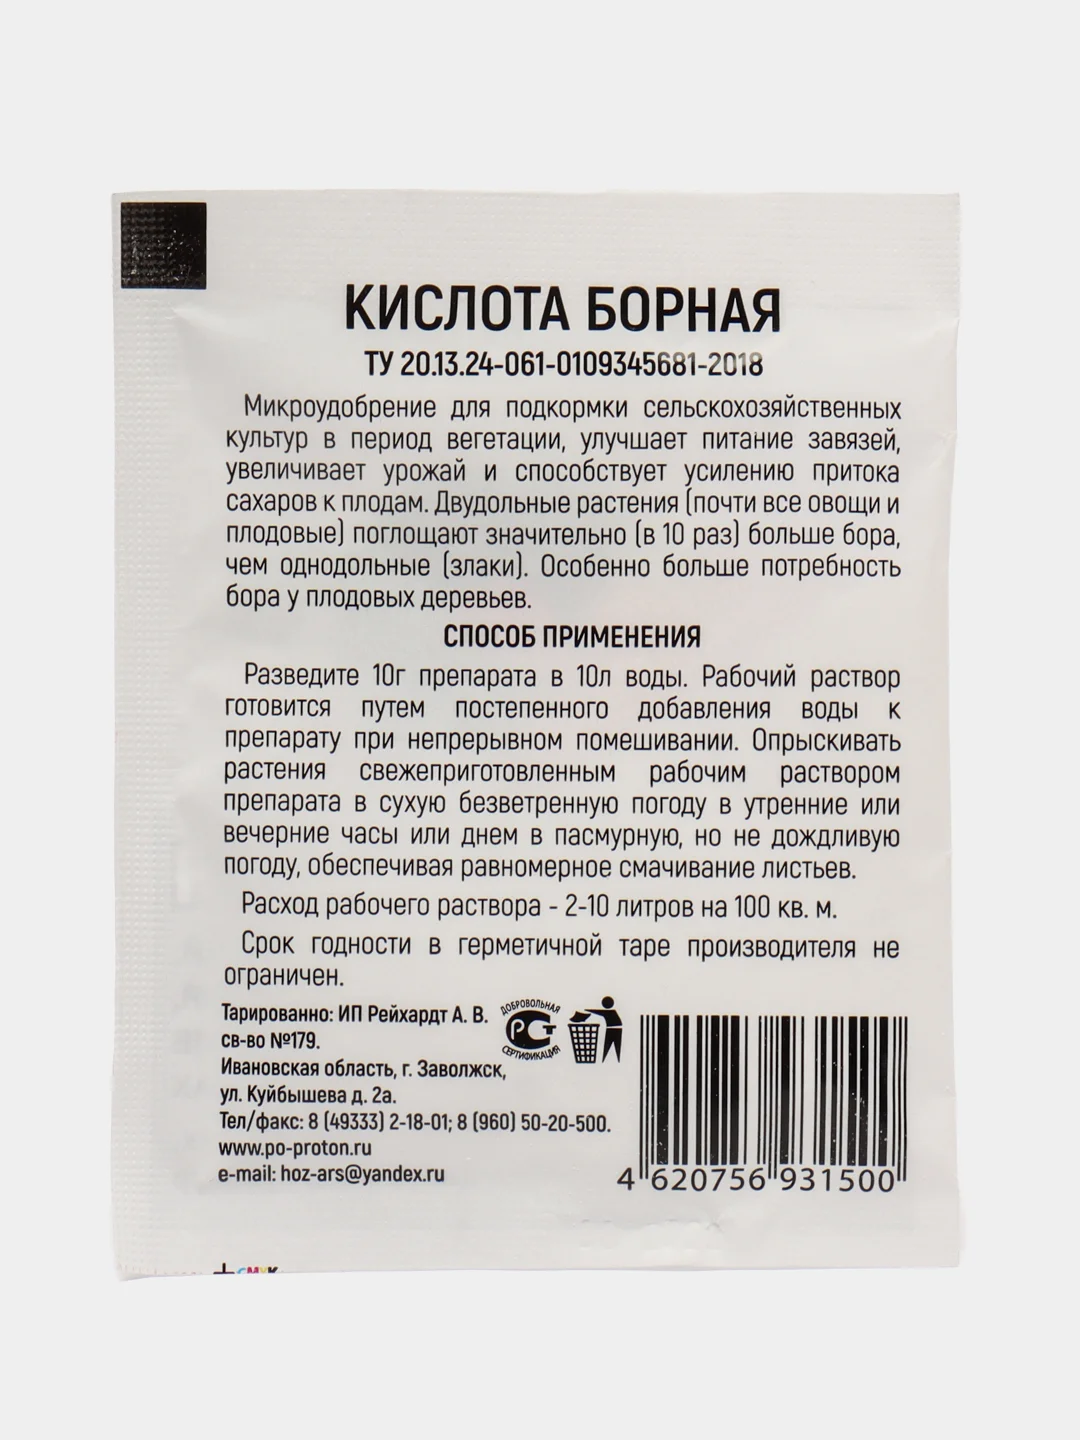 КИСЛОТА БОРНАЯ
ТУ 20.13.24-061-0109345681-2018
Микроудобрение для подкормки сельскохозяйственных
культур в период вегетации, улучшает питание завязей,
увеличивает урожай и способствует усилению притока
сахаров к плодам. Двудольные растения (почти все овощи и
плодовые) поглощают значительно (в 10 раз) больше бора,
чем однодольные (злаки). Особенно больше потребность
бора у плодовых деревьев.
СПОСОБ ПРИМЕНЕНИЯ
Разведите 10г препарата в 10л воды. Рабочий раствор
готовится путем постепенного добавления воды к
препарату при непрерывном помешивании. Опрыскивать
растения свежеприготовленным рабочим раствором
препарата в сухую безветренную погоду в утренние или
вечерние часы или днем в пасмурную, но не дождливую
погоду, обеспечивая равномерное смачивание листьев.
Расход рабочего раствора - 2-10 литров на 100 кв. м.
Срок годности в герметичной таре производителя не
ограничен.
Тарированно: ИП Рейхардт А. В.
св-во №179.
Ивановская область, г. Заволжск,
ул. Куйбышева д. 2а.
Тел/факс: 8 (49333) 2-18-01; 8 (960) 50-20-500.
www.po-proton.ru
e-mail: hoz-ars@yandex.ru
ДОБРОВОЛЬНАЯ
РСТ
СЕРТИФИКАЦИЯ
4 620756 931500
CMYK